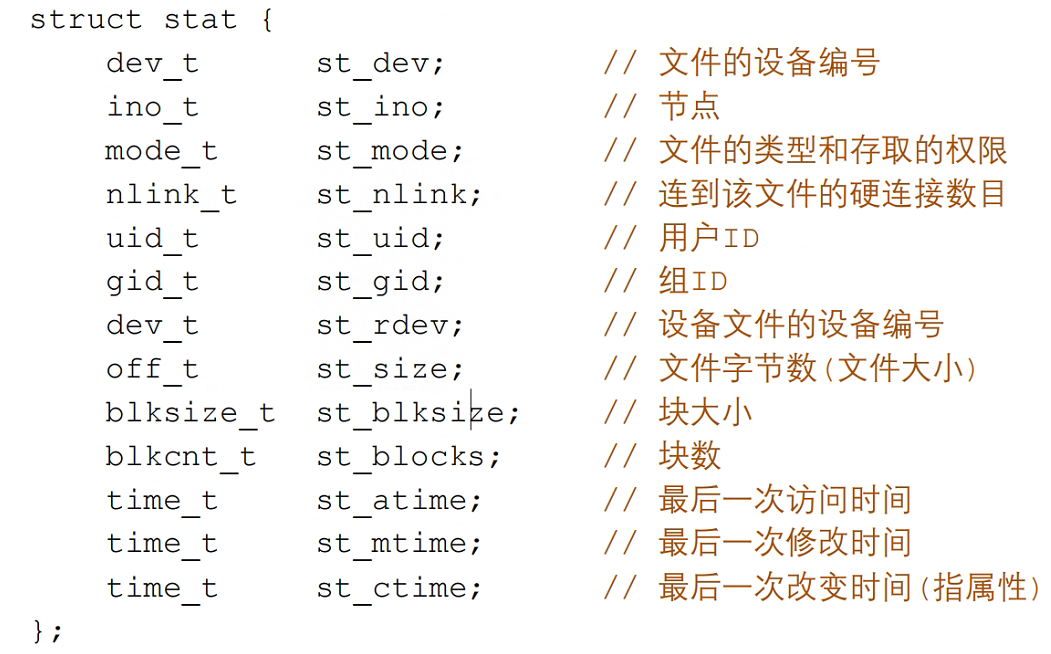 struct stat {
dev_t st_dev; // 文件的设备编号
ino_t st_ino; // 节点
mode_t st_mode; // 文件的类型和存取的权限
nlink_t st_nlink; // 连到该文件的硬连接数目
uid_t st_uid; // 用户ID
gid_t st_gid; // 组ID
dev_t st_rdev; // 设备文件的设备编号
off_t st_size; // 文件字节数(文件大小)
blksize_t st_blksize; // 块大小
blkcnt_t st_blocks; // 块数
time_t st_atime; // 最后一次访问时间
time_t st_mtime; // 最后一次修改时间
time_t st_ctime; // 最后一次改变时间(指属性)
};